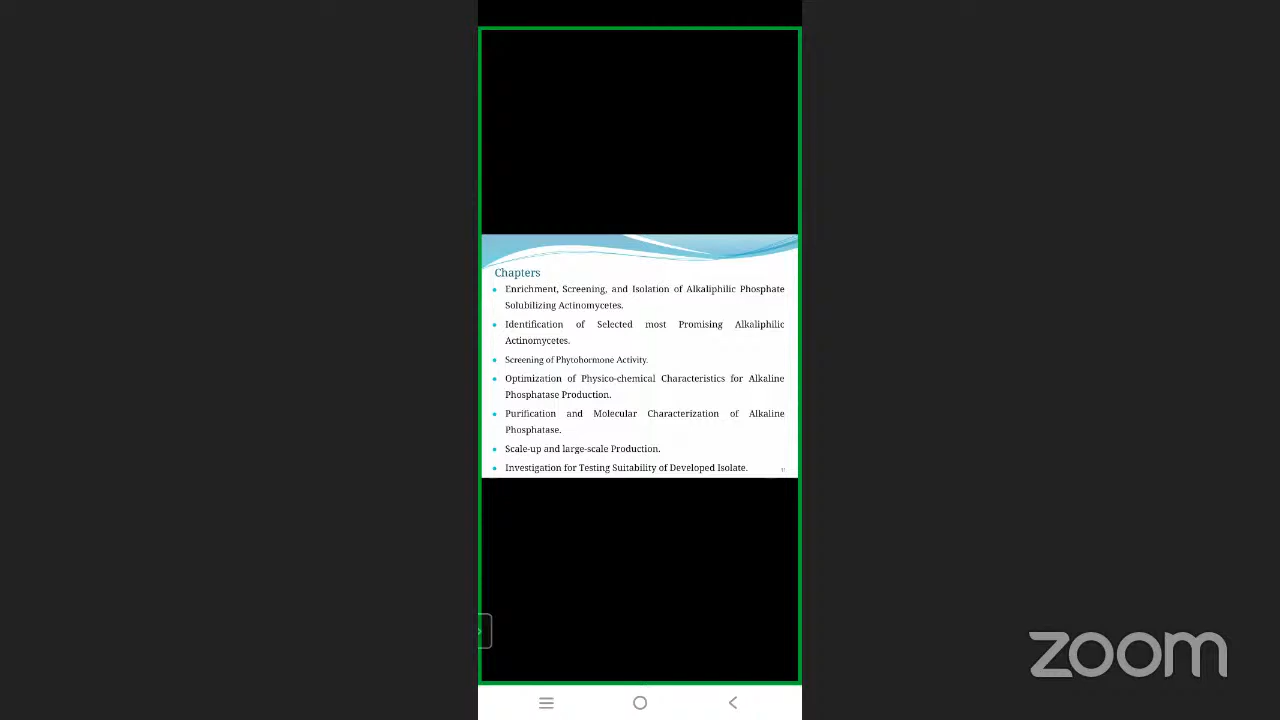 Chapters
• Enrichment, Screening, and Isolation of Alkaliphilic Phosphate
Solubilizing Actinomycetes.
• Identification of Selected most Promising Alkaliphilic
Actinomycetes.
• Screening of Phytohormone Activity.
• Optimization of Physico-chemical Characteristics for Alkaline
Phosphatase Production.
• Purification and Molecular Characterization of Alkaline
Phosphatase.
• Scale-up and large-scale Production.
• Investigation for Testing Suitability of Developed Isolate.
zoom